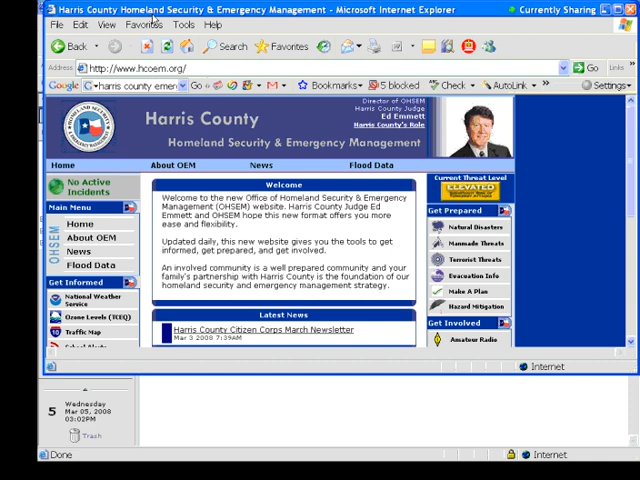 Harris County Homeland Security & Emergency Management - Microsoft Internet Explorer
Currently Sharing
File Edit View Favorites Tools Help
Back Search Favorites
Address http://www.hcoem.org/ Go
Google harris county emer Go Bookmarks 5 blocked Check AutoLink Settings
Harris County
Homeland Security & Emergency Management
Director of OHSEM
Harris County Judge
Ed Emmett
Harris County's Role
Home About OEM News Flood Data
No Active
Incidents
Main Menu
OHSEM
Home
About OEM
News
Flood Data
Get Informed
National Weather
Service
Ozone Levels (TCEQ)
Traffic Map
Welcome
Welcome to the new Office of Homeland Security & Emergency
Management (OHSEM) website. Harris County Judge Ed
Emmett and OHSEM hope this new format offers you more
ease and flexibility.
Updated daily, this new website gives you the tools to get
informed, get prepared, and get involved.
An involved community is a well prepared community and your
family's partnership with Harris County is the foundation of our
homeland security and emergency management strategy.
Latest News
Harris County Citizen Corps March Newsletter
Mar 3 2008 7:39AM
Current Threat Level
ELEVATED
Get Prepared
Natural Disasters
Manmade Threats
Terrorist Threats
Evacuation Info
Make A Plan
Hazard Mitigation
Get Involved
Amateur Radio
Internet
5
Wednesday
Mar 05, 2008
03:02PM
Trash
Done
Internet